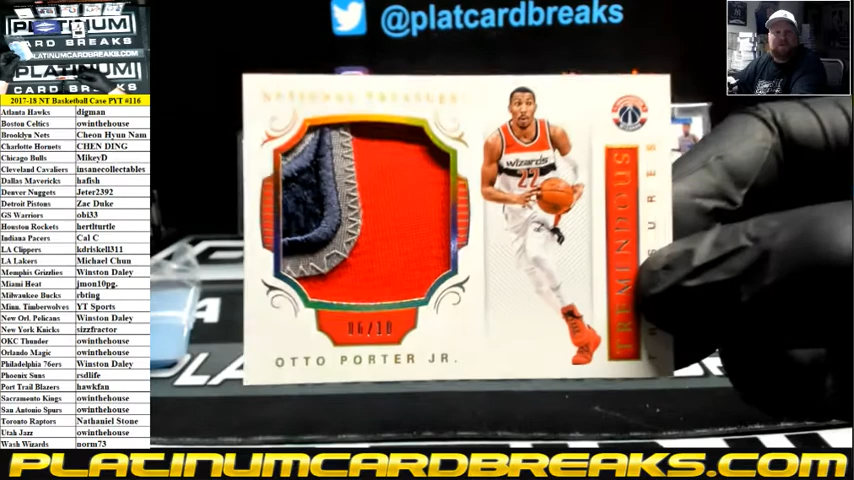 @platcardbreaks
PLATINUM
CARD BREAKS
PLATINUMCARDBREAKS.COM
PLATINUM
CARD BREAKS
2017-18 NT Basketball Case PYT #116
Atlanta Hawks digman
Boston Celtics owinthehouse
Brooklyn Nets Cheon Hyun Nam
Charlotte Hornets CHEN DING
Chicago Bulls MikeyD
Cleveland Cavaliers insanecollectables
Dallas Mavericks hafish
Denver Nuggets Jeter2392
Detroit Pistons Zac Duke
GS Warriors obi33
Houston Rockets hertlturtle
Indiana Pacers Cal C
LA Clippers kdriskell311
LA Lakers Michael Chun
Memphis Grizzlies Winston Daley
Miami Heat jmon10pg.
Milwaukee Bucks rbting
Minn. Timberwolves YT Sports
New Orl. Pelicans Winston Daley
New York Knicks sizzfractor
OKC Thunder owinthehouse
Orlando Magic owinthehouse
Philadelphia 76ers Winston Daley
Phoenix Suns rsdlife
Port Trail Blazers hawkfan
Sacramento Kings owinthehouse
San Antonio Spurs owinthehouse
Toronto Raptors Nathaniel Stone
Utah Jazz owinthehouse
Wash Wizards norm73
NATIONAL TREASURES
WIZARDS
22
TREMENDOUS
TREASURES
06/10
OTTO PORTER JR.
PLATINUMCARDBREAKS.COM